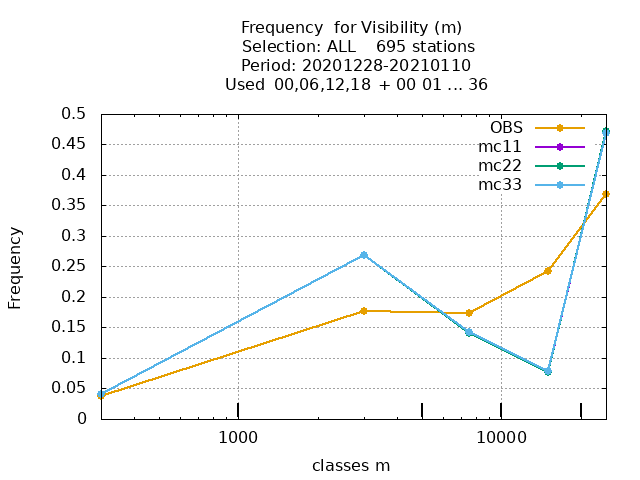 Frequency  for Visibility (m)
Selection: ALL    695 stations
Period: 20201228-20210110
Used  00,06,12,18  + 00 01 ... 36
0.5
0.45
0.4
0.35
0.3
0.25
0.2
0.15
0.1
0.05
0
Frequency
OBS
mc11
mc22
mc33
1000
10000
classes m